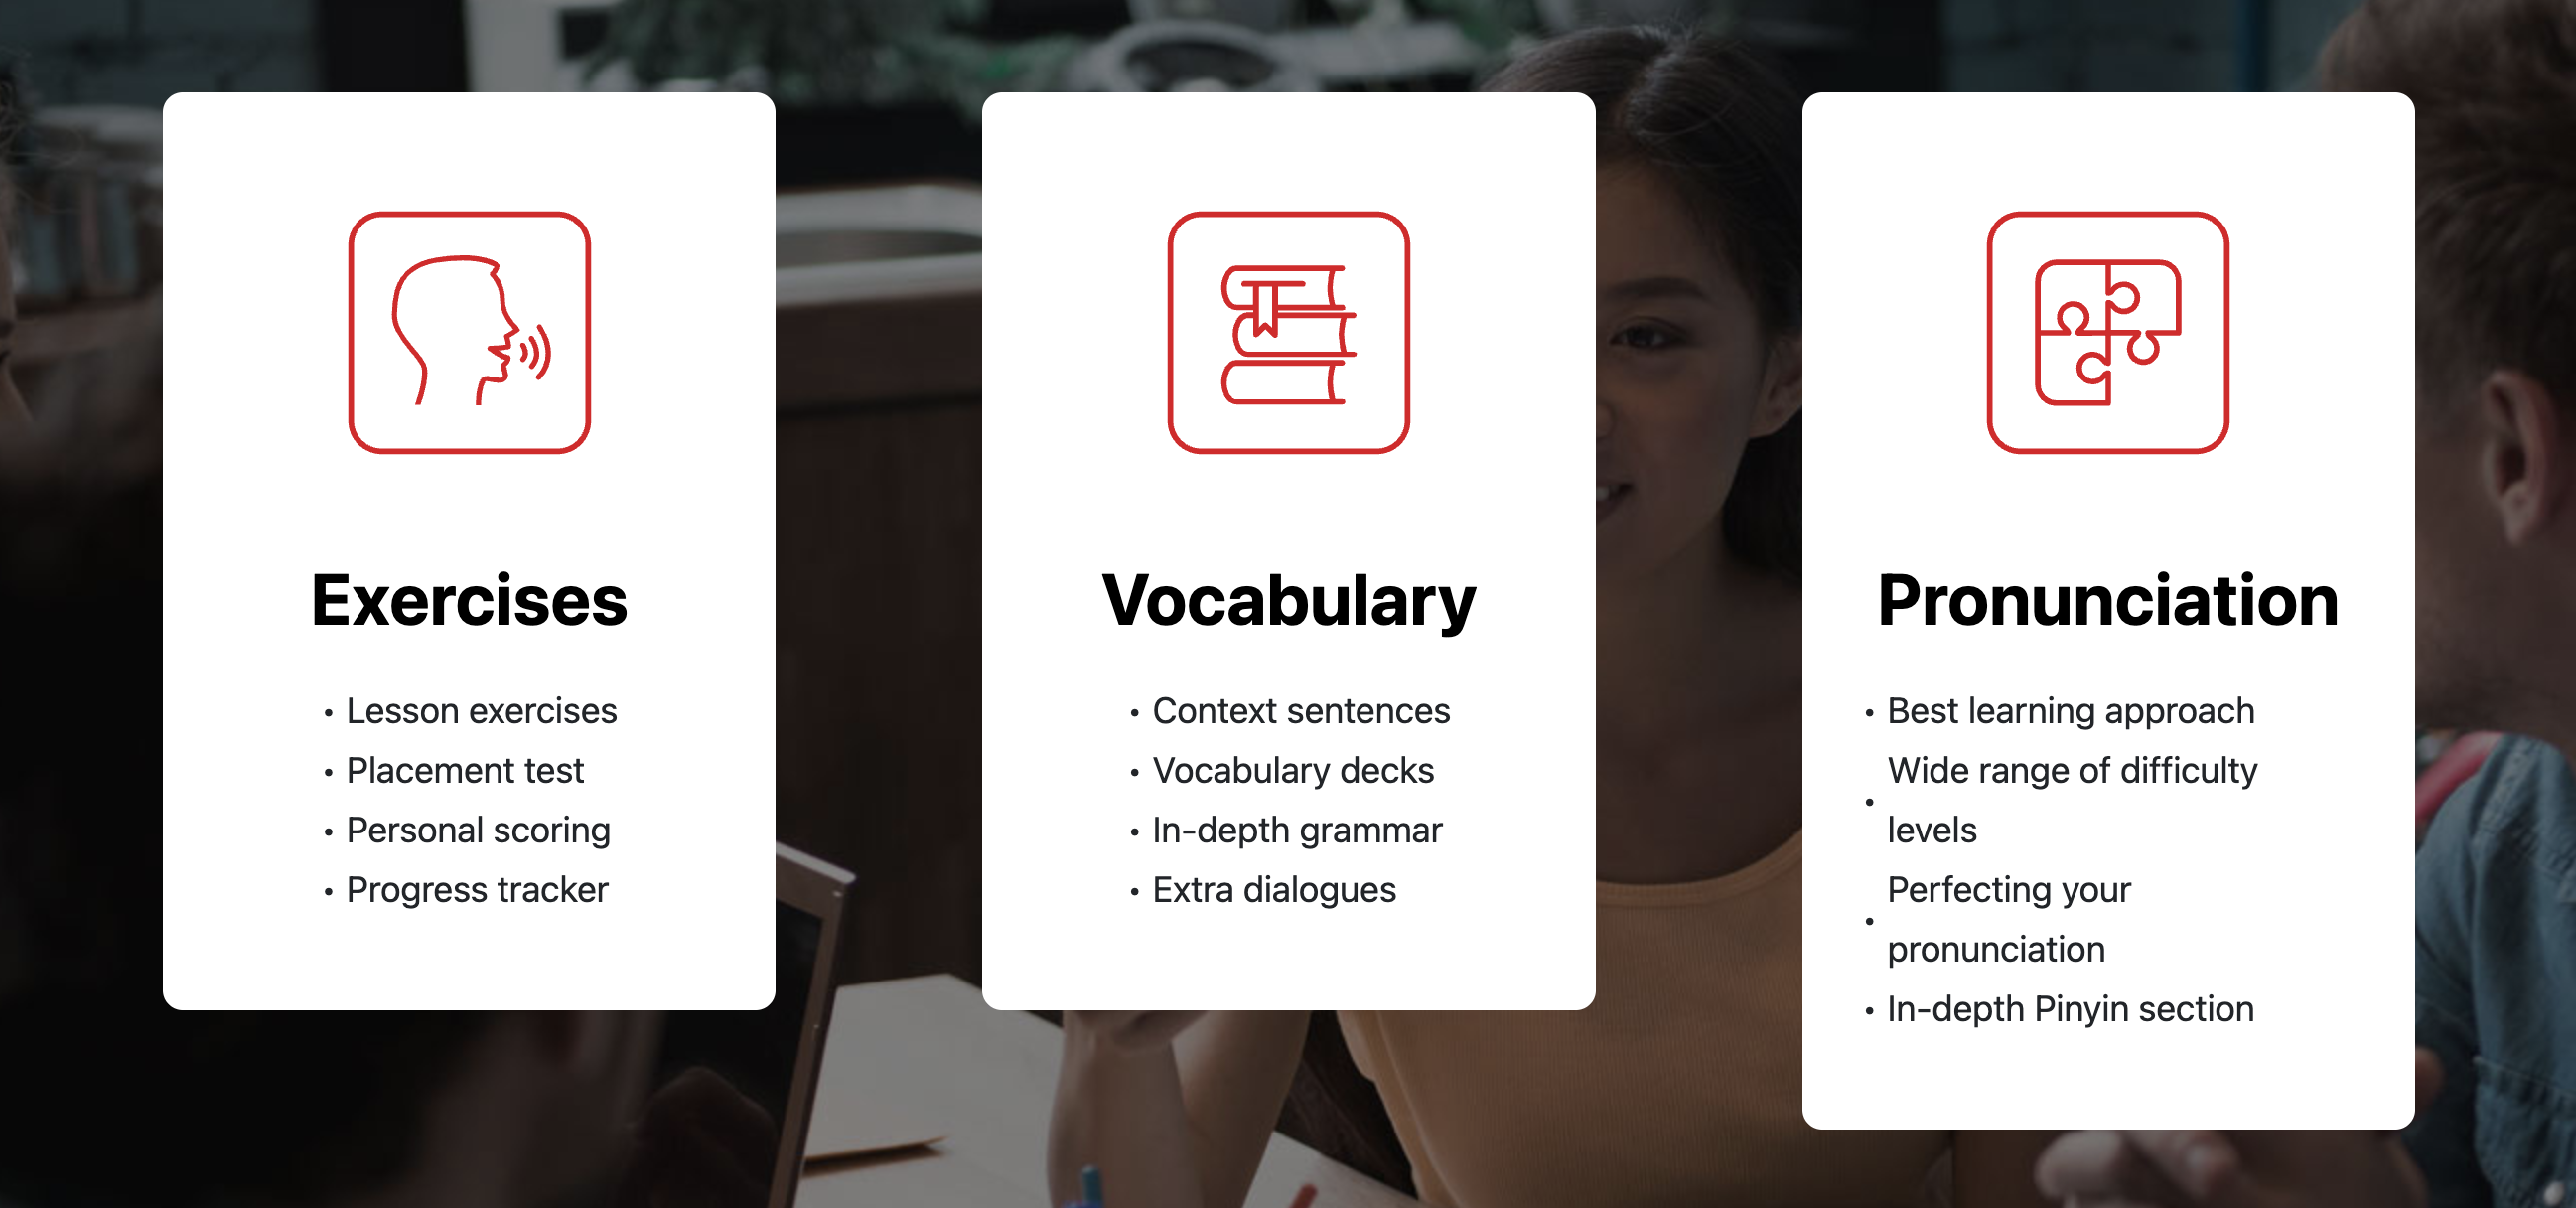 Exercises
• Lesson exercises
• Placement test
• Personal scoring
• Progress tracker
Vocabulary
• Context sentences
• Vocabulary decks
• In-depth grammar
• Extra dialogues
Pronunciation
• Best learning approach
• Wide range of difficulty
levels
• Perfecting your
pronunciation
• In-depth Pinyin section